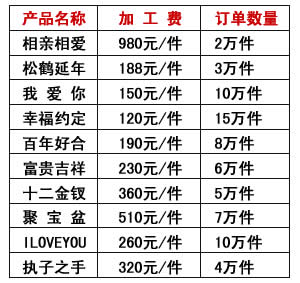 产品名称 加工费 订单数量
相亲相爱 980元/件 2万件
松鹤延年 188元/件 3万件
我爱你 150元/件 10万件
幸福约定 120元/件 15万件
百年好合 190元/件 8万件
富贵吉祥 230元/件 6万件
十二金钗 360元/件 5万件
聚宝盆 510元/件 7万件
ILOVEYOU 260元/件 10万件
执子之手 320元/件 4万件